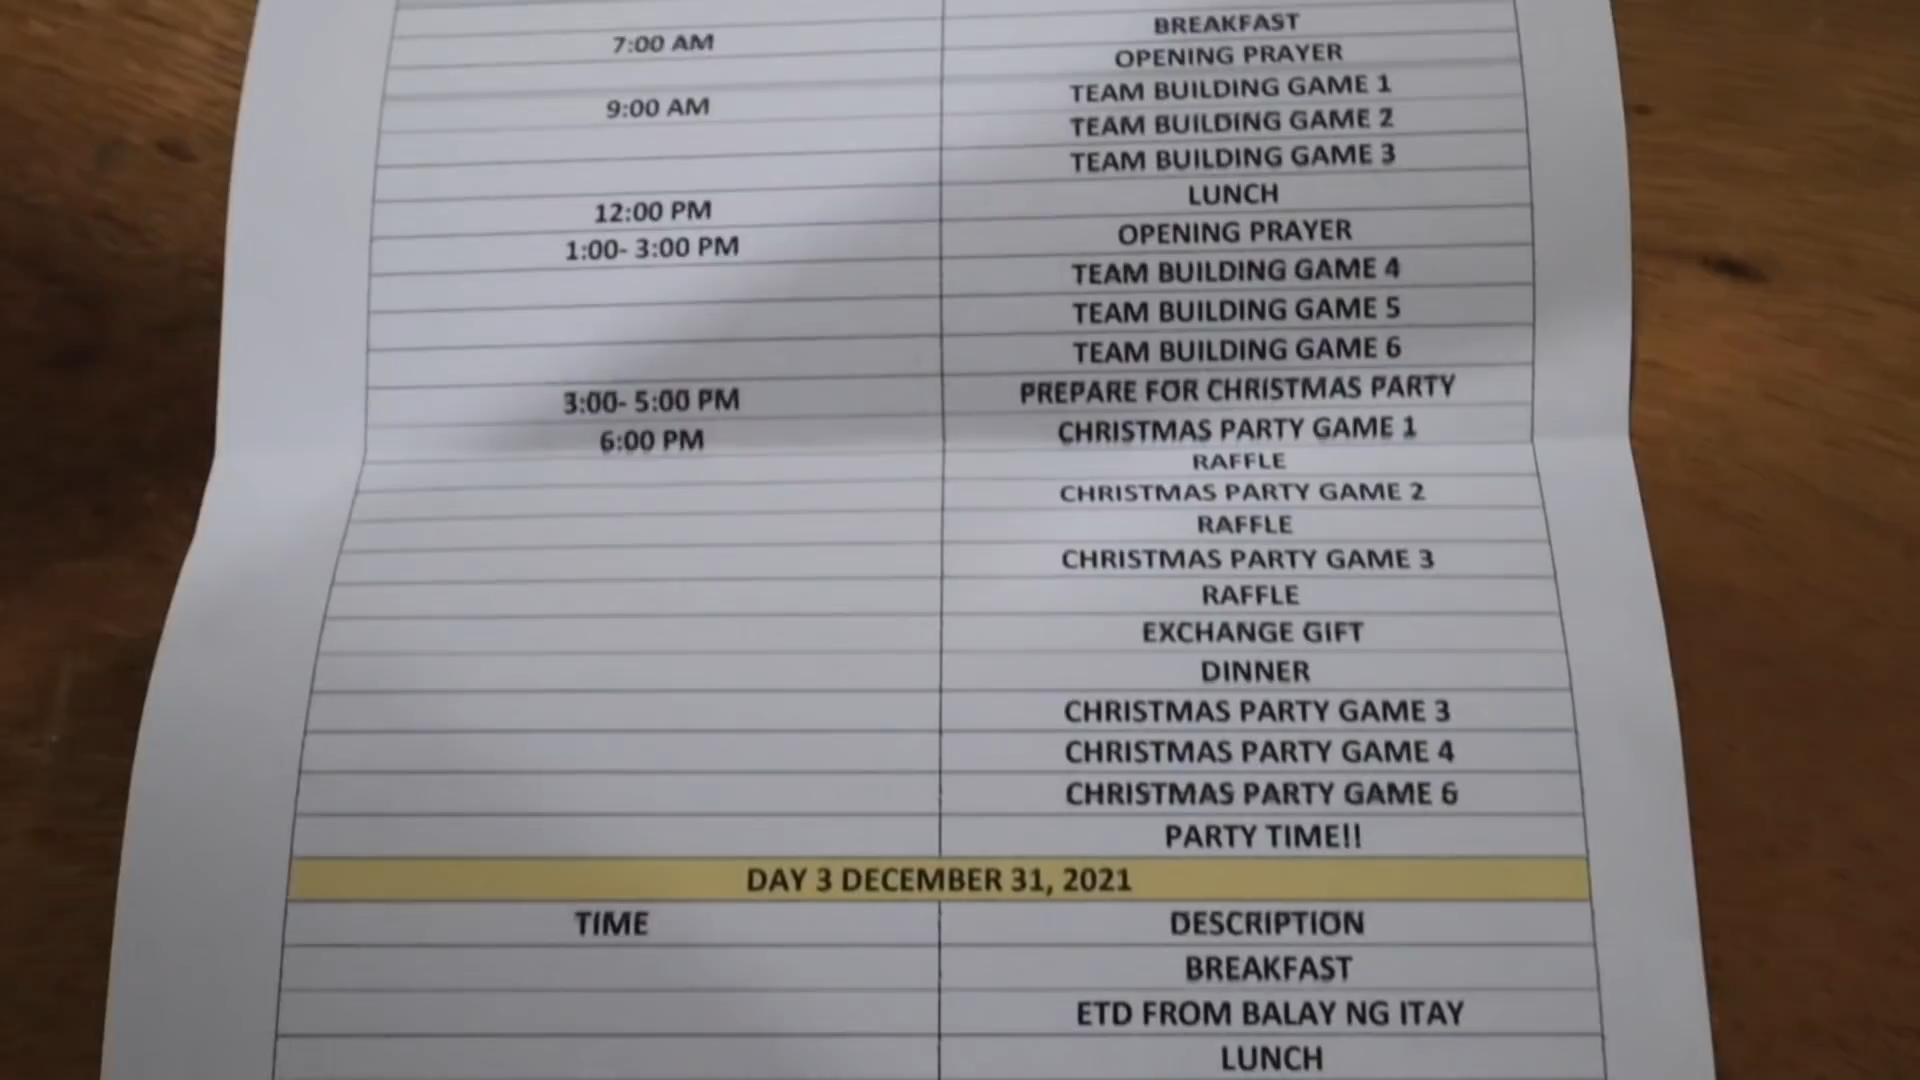 7:00 AM BREAKFAST
OPENING PRAYER
9:00 AM TEAM BUILDING GAME 1
TEAM BUILDING GAME 2
TEAM BUILDING GAME 3
12:00 PM LUNCH
1:00- 3:00 PM OPENING PRAYER
TEAM BUILDING GAME 4
TEAM BUILDING GAME 5
TEAM BUILDING GAME 6
3:00- 5:00 PM PREPARE FOR CHRISTMAS PARTY
6:00 PM CHRISTMAS PARTY GAME 1
RAFFLE
CHRISTMAS PARTY GAME 2
RAFFLE
CHRISTMAS PARTY GAME 3
RAFFLE
EXCHANGE GIFT
DINNER
CHRISTMAS PARTY GAME 3
CHRISTMAS PARTY GAME 4
CHRISTMAS PARTY GAME 6
PARTY TIME!!
DAY 3 DECEMBER 31, 2021
TIME DESCRIPTION
BREAKFAST
ETD FROM BALAY NG ITAY
LUNCH